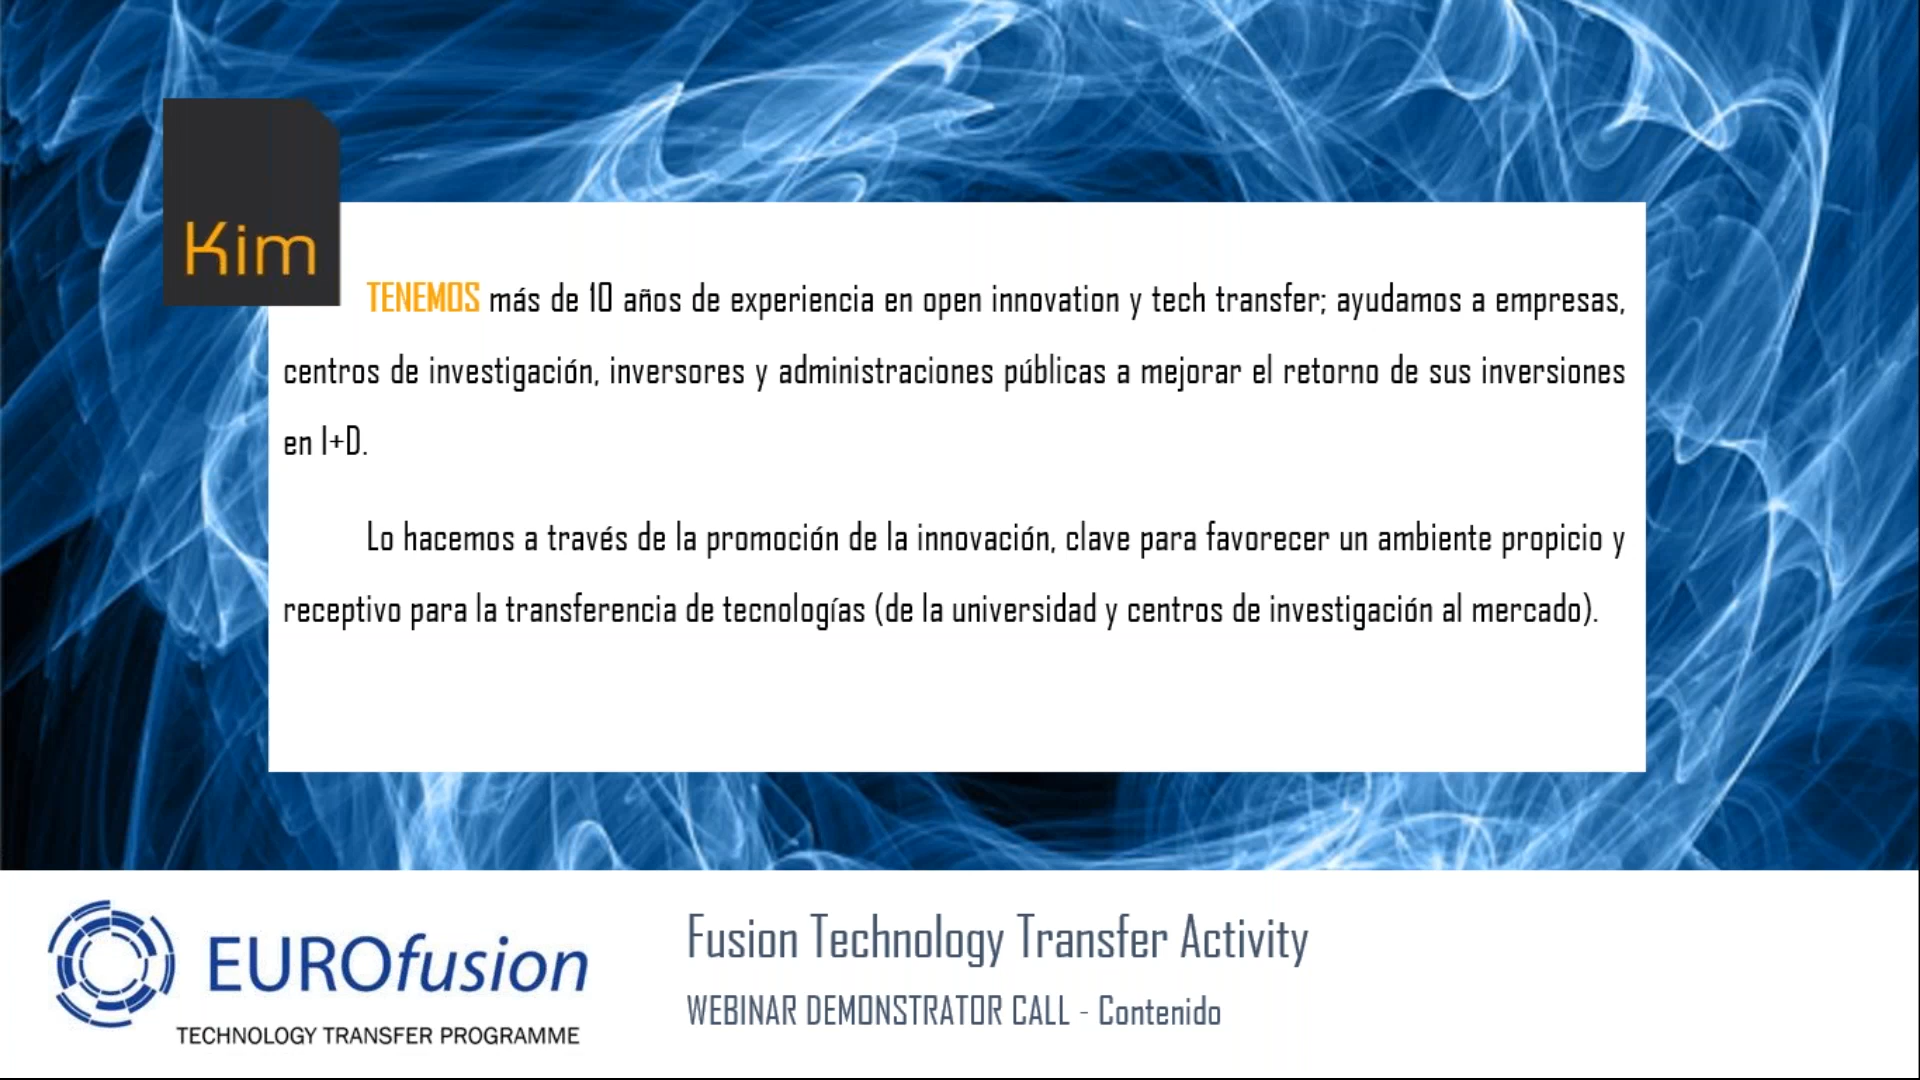 Kim
TENEMOS más de 10 años de experiencia en open innovation y tech transfer; ayudamos a empresas,
centros de investigación, inversores y administraciones públicas a mejorar el retorno de sus inversiones
en I+D.
Lo hacemos a través de la promoción de la innovación, clave para favorecer un ambiente propicio y
receptivo para la transferencia de tecnologías (de la universidad y centros de investigación al mercado).
EUROfusion
TECHNOLOGY TRANSFER PROGRAMME
Fusion Technology Transfer Activity
WEBINAR DEMONSTRATOR CALL - Contenido